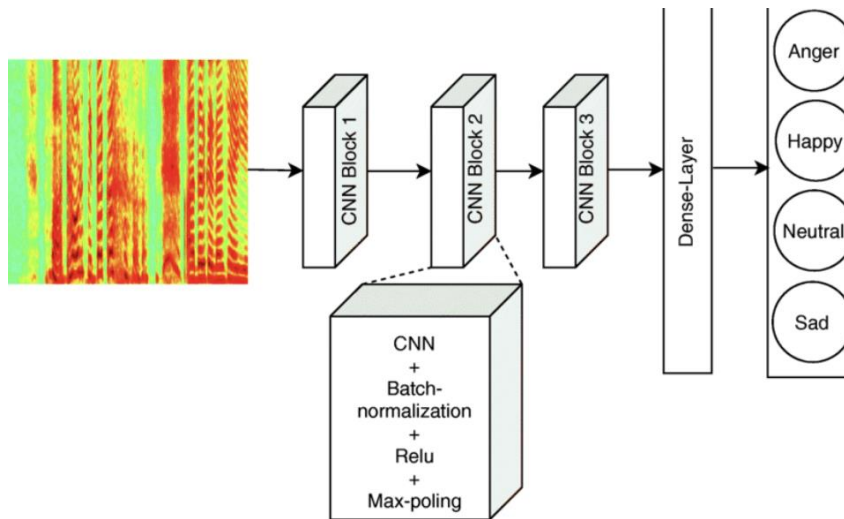 CNN Block 1
CNN Block 2
CNN Block 3
Dense-Layer
Anger
Happy
Neutral
Sad
CNN
+
Batch-
normalization
+
Relu
+
Max-poling